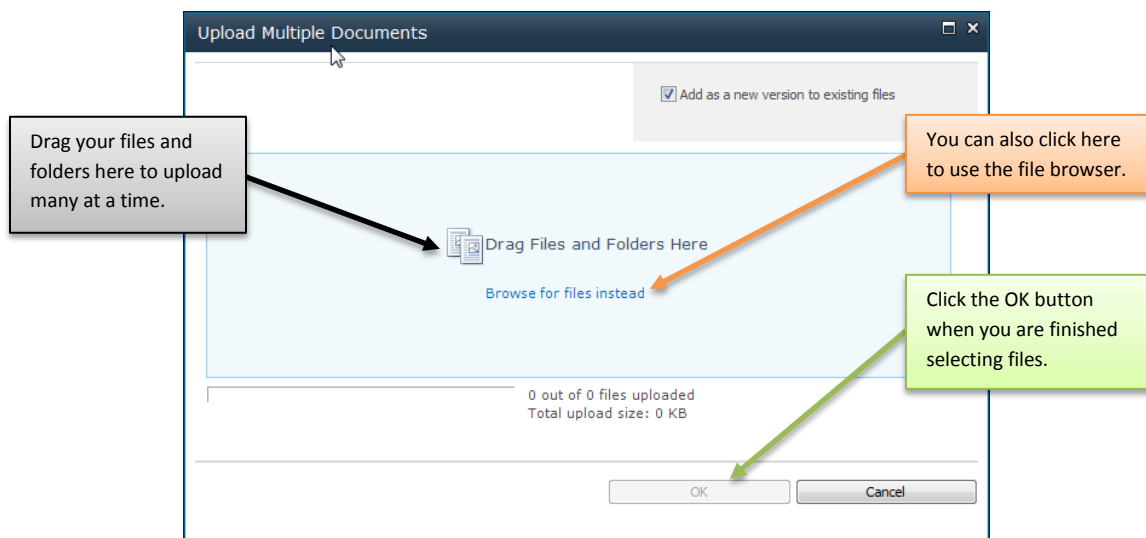 Upload Multiple Documents
Add as a new version to existing files
Drag your files and
folders here to upload
many at a time.
You can also click here
to use the file browser.
Drag Files and Folders Here
Browse for files instead
Click the OK button
when you are finished
selecting files.
0 out of 0 files uploaded
Total upload size: 0 KB
OK
Cancel